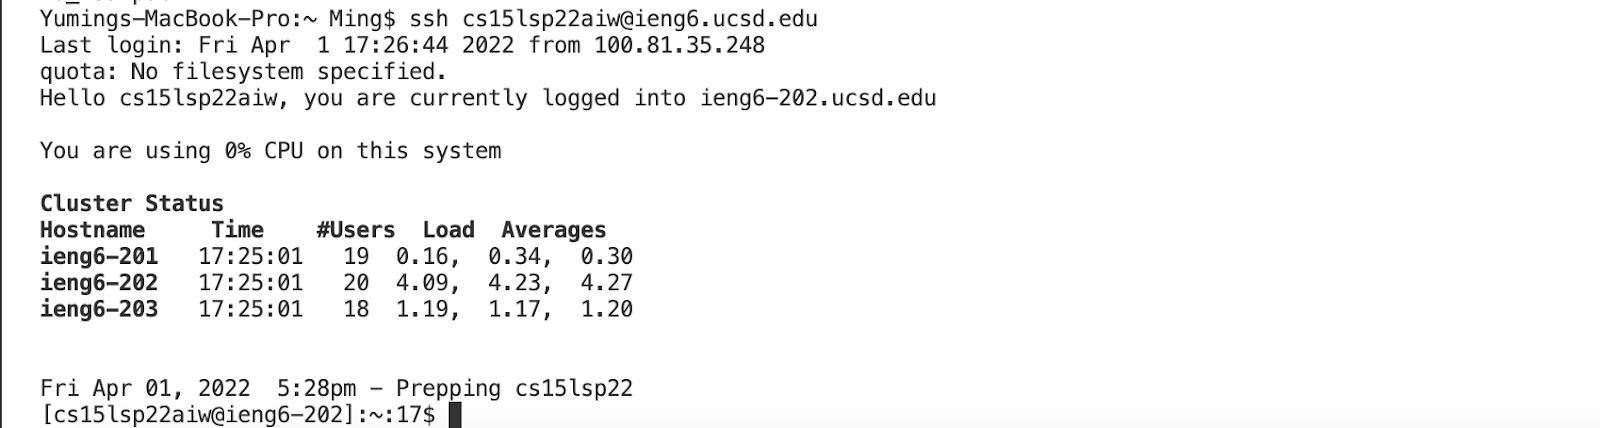 Yumings-MacBook-Pro:~ Ming$ ssh cs15lsp22aiw@ieng6.ucsd.edu
Last login: Fri Apr  1 17:26:44 2022 from 100.81.35.248
quota: No filesystem specified.
Hello cs15lsp22aiw, you are currently logged into ieng6-202.ucsd.edu
You are using 0% CPU on this system
Cluster Status
Hostname     Time    #Users  Load  Averages
ieng6-201   17:25:01   19  0.16,  0.34,  0.30
ieng6-202   17:25:01   20  4.09,  4.23,  4.27
ieng6-203   17:25:01   18  1.19,  1.17,  1.20
Fri Apr 01, 2022  5:28pm - Prepping cs15lsp22
[cs15lsp22aiw@ieng6-202]:~:17$